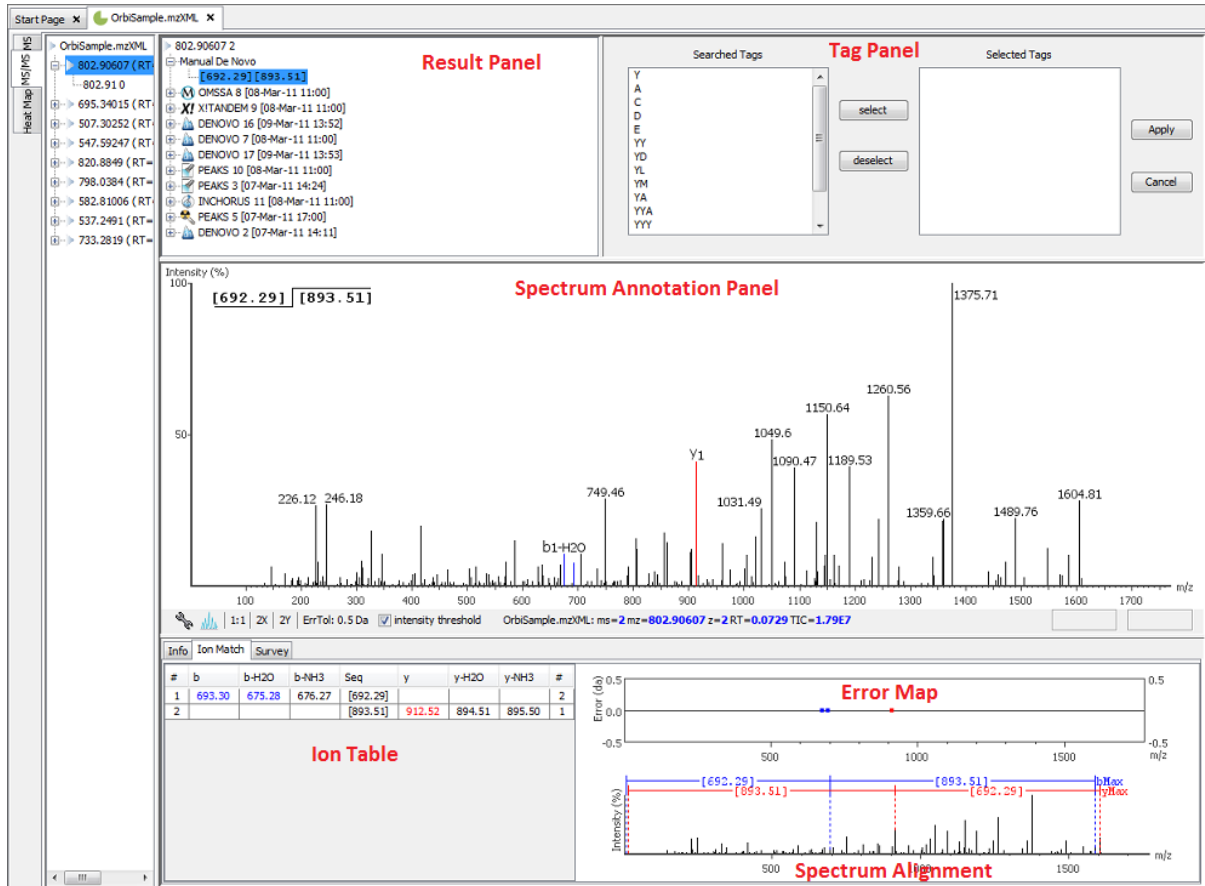 Start Page
OrbiSample.mzXML
MS
MS/MS
Heat Map
OrbiSample.mzXML
802.90607 (RT
802.91 0
695.34015 (RT
507.30252 (RT
547.59247 (RT
820.8849 (RT=
798.0384 (RT=
582.81006 (RT
537.2491 (RT=
733.2819 (RT=
802.90607 2
Manual De Novo
[692.29][893.51]
OMSSA 8 [08-Mar-11 11:00]
X! X!TANDEM 9 [08-Mar-11 11:00]
DENOVO 16 [09-Mar-11 13:52]
DENOVO 7 [08-Mar-11 11:00]
DENOVO 17 [09-Mar-11 13:53]
PEAKS 10 [08-Mar-11 11:00]
PEAKS 3 [07-Mar-11 14:24]
INCHORUS 11 [08-Mar-11 11:00]
PEAKS 5 [07-Mar-11 17:00]
DENOVO 2 [07-Mar-11 14:11]
Result Panel
Searched Tags
Tag Panel
Selected Tags
Y
A
C
D
E
YY
YD
YL
YM
YA
YYA
YYY
select
deselect
Apply
Cancel
Intensity (%)
100
50
[692.29] [893.51]
Spectrum Annotation Panel
1375.71
1260.56
1150.64
1049.6
1090.47
1189.53
y1
749.46
226.12
246.18
1031.49
1359.66
1489.76
1604.81
b1-H2O
100 200 300 400 500 600 700 800 900 1000 1100 1200 1300 1400 1500 1600 1700
m/z
1:1 2X 2Y ErrTol: 0.5 Da intensity threshold OrbiSample.mzXML: ms=2 mz=802.90607 z=2 RT=0.0729 TIC=1.79E7
Info Ion Match Survey
# b b-H2O b-NH3 Seq y y-H2O y-NH3 #
1 693.30 675.28 676.27 [692.29] 2
2 [893.51] 912.52 894.51 895.50 1
Ion Table
Error (da)
0.5
0.0
-0.5
Error Map
0.5
-0.5
500 1000 1500
m/z
[692.29] [893.51] bMax
[893.51] [692.29] yMax
Intensity (%)
500 1000 1500
m/z
Spectrum Alignment